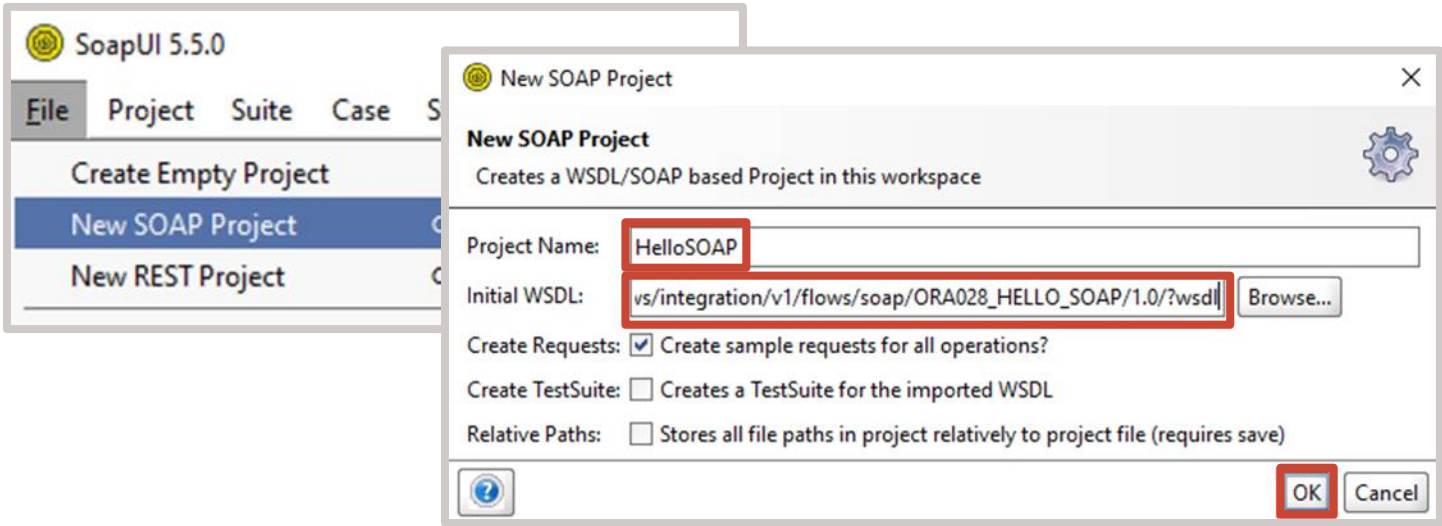 SoapUI 5.5.0
File Project Suite Case S
Create Empty Project
New SOAP Project
New REST Project
New SOAP Project
New SOAP Project
Creates a WSDL/SOAP based Project in this workspace
Project Name: HelloSOAP
Initial WSDL: vs/integration/v1/flows/soap/ORA028_HELLO_SOAP/1.0/?wsdl Browse...
Create Requests: Create sample requests for all operations?
Create TestSuite: Creates a TestSuite for the imported WSDL
Relative Paths: Stores all file paths in project relatively to project file (requires save)
OK Cancel